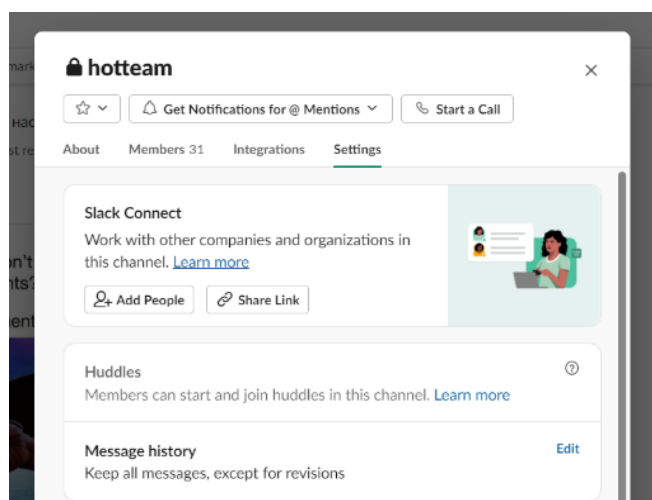 hotteam
Get Notifications for @ Mentions
Start a Call
About Members 31 Integrations Settings
Slack Connect
Work with other companies and organizations in
this channel. Learn more
Add People
Share Link
Huddles
Members can start and join huddles in this channel. Learn more
Message history
Edit
Keep all messages, except for revisions